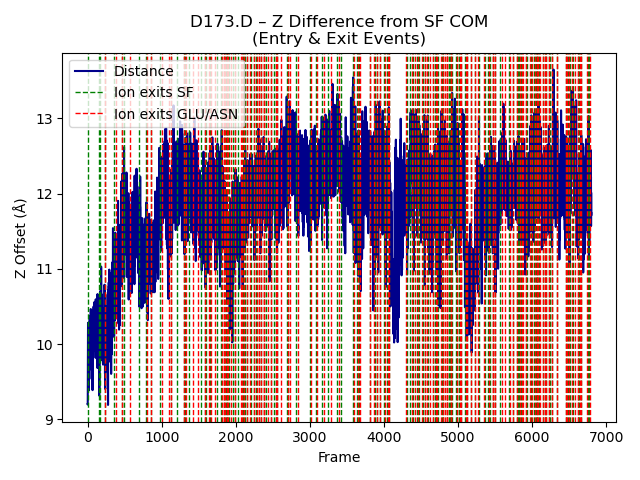 D173.D – Z Difference from SF COM
(Entry & Exit Events)
Distance
Ion exits SF
Ion exits GLU/ASN
Z Offset (Å)
13
12
11
10
9
0 1000 2000 3000 4000 5000 6000 7000
Frame